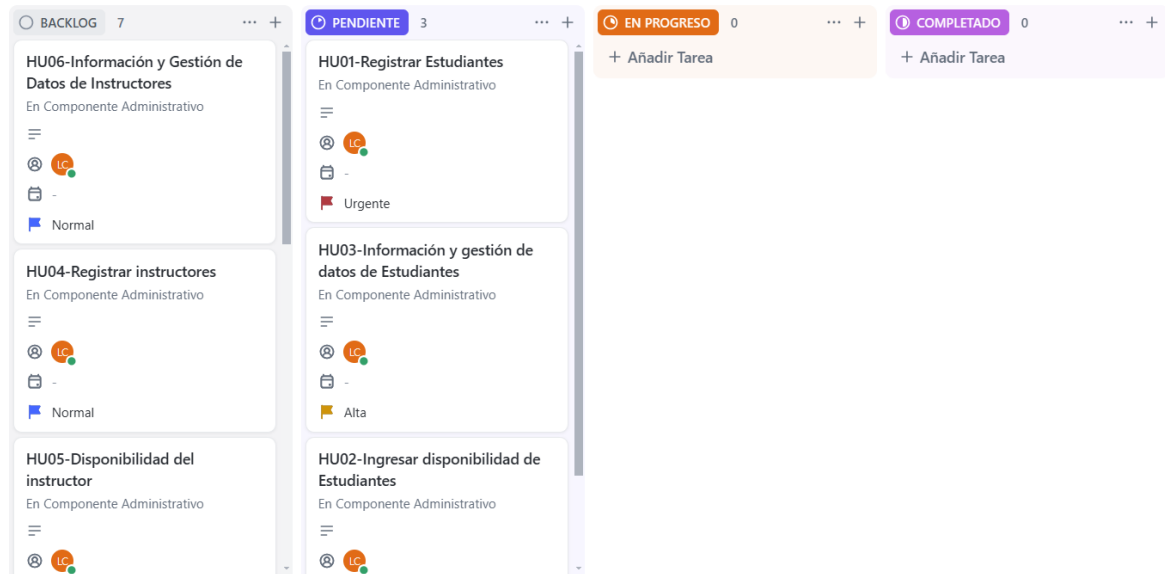 BACKLOG 7 ... +
HU06-Información y Gestión de
Datos de Instructores
En Componente Administrativo
LC
-
Normal
HU04-Registrar instructores
En Componente Administrativo
LC
-
Normal
HU05-Disponibilidad del
instructor
En Componente Administrativo
LC
PENDIENTE 3 ... +
HU01-Registrar Estudiantes
En Componente Administrativo
LC
-
Urgente
HU03-Información y gestión de
datos de Estudiantes
En Componente Administrativo
LC
-
Alta
HU02-Ingresar disponibilidad de
Estudiantes
En Componente Administrativo
LC
EN PROGRESO 0 ... +
+ Añadir Tarea
COMPLETADO 0 ... +
+ Añadir Tarea